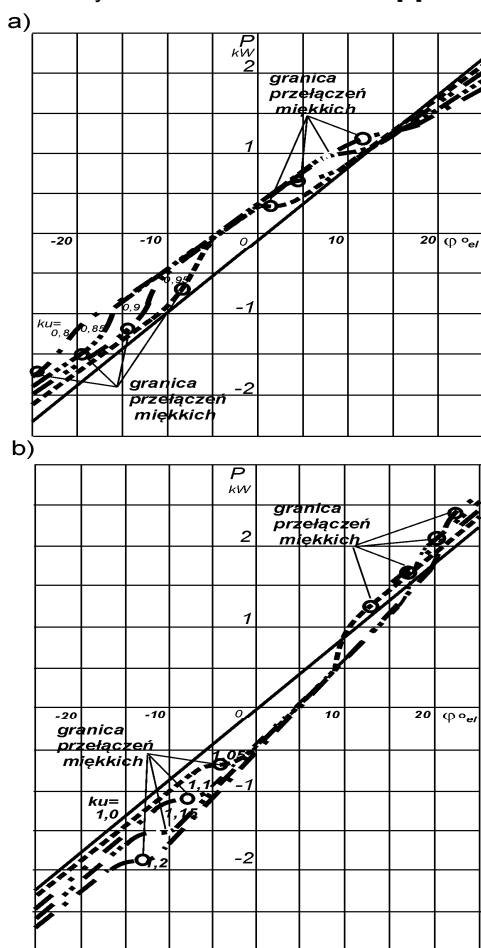 a)
P
kW
2
granica
przełączeń
miękkich
1
-20
-10
0
10
20
φ °el
0,95
0,9
ku=
0,8
0,85
-1
granica
przełączeń
miękkich
-2
b)
P
kW
granica
przełączeń
miękkich
2
1
-20
-10
0
10
20
φ °el
granica
przełączeń
miękkich
1,05
ku=
1,0
1,1
-1
1,15
1,2
-2